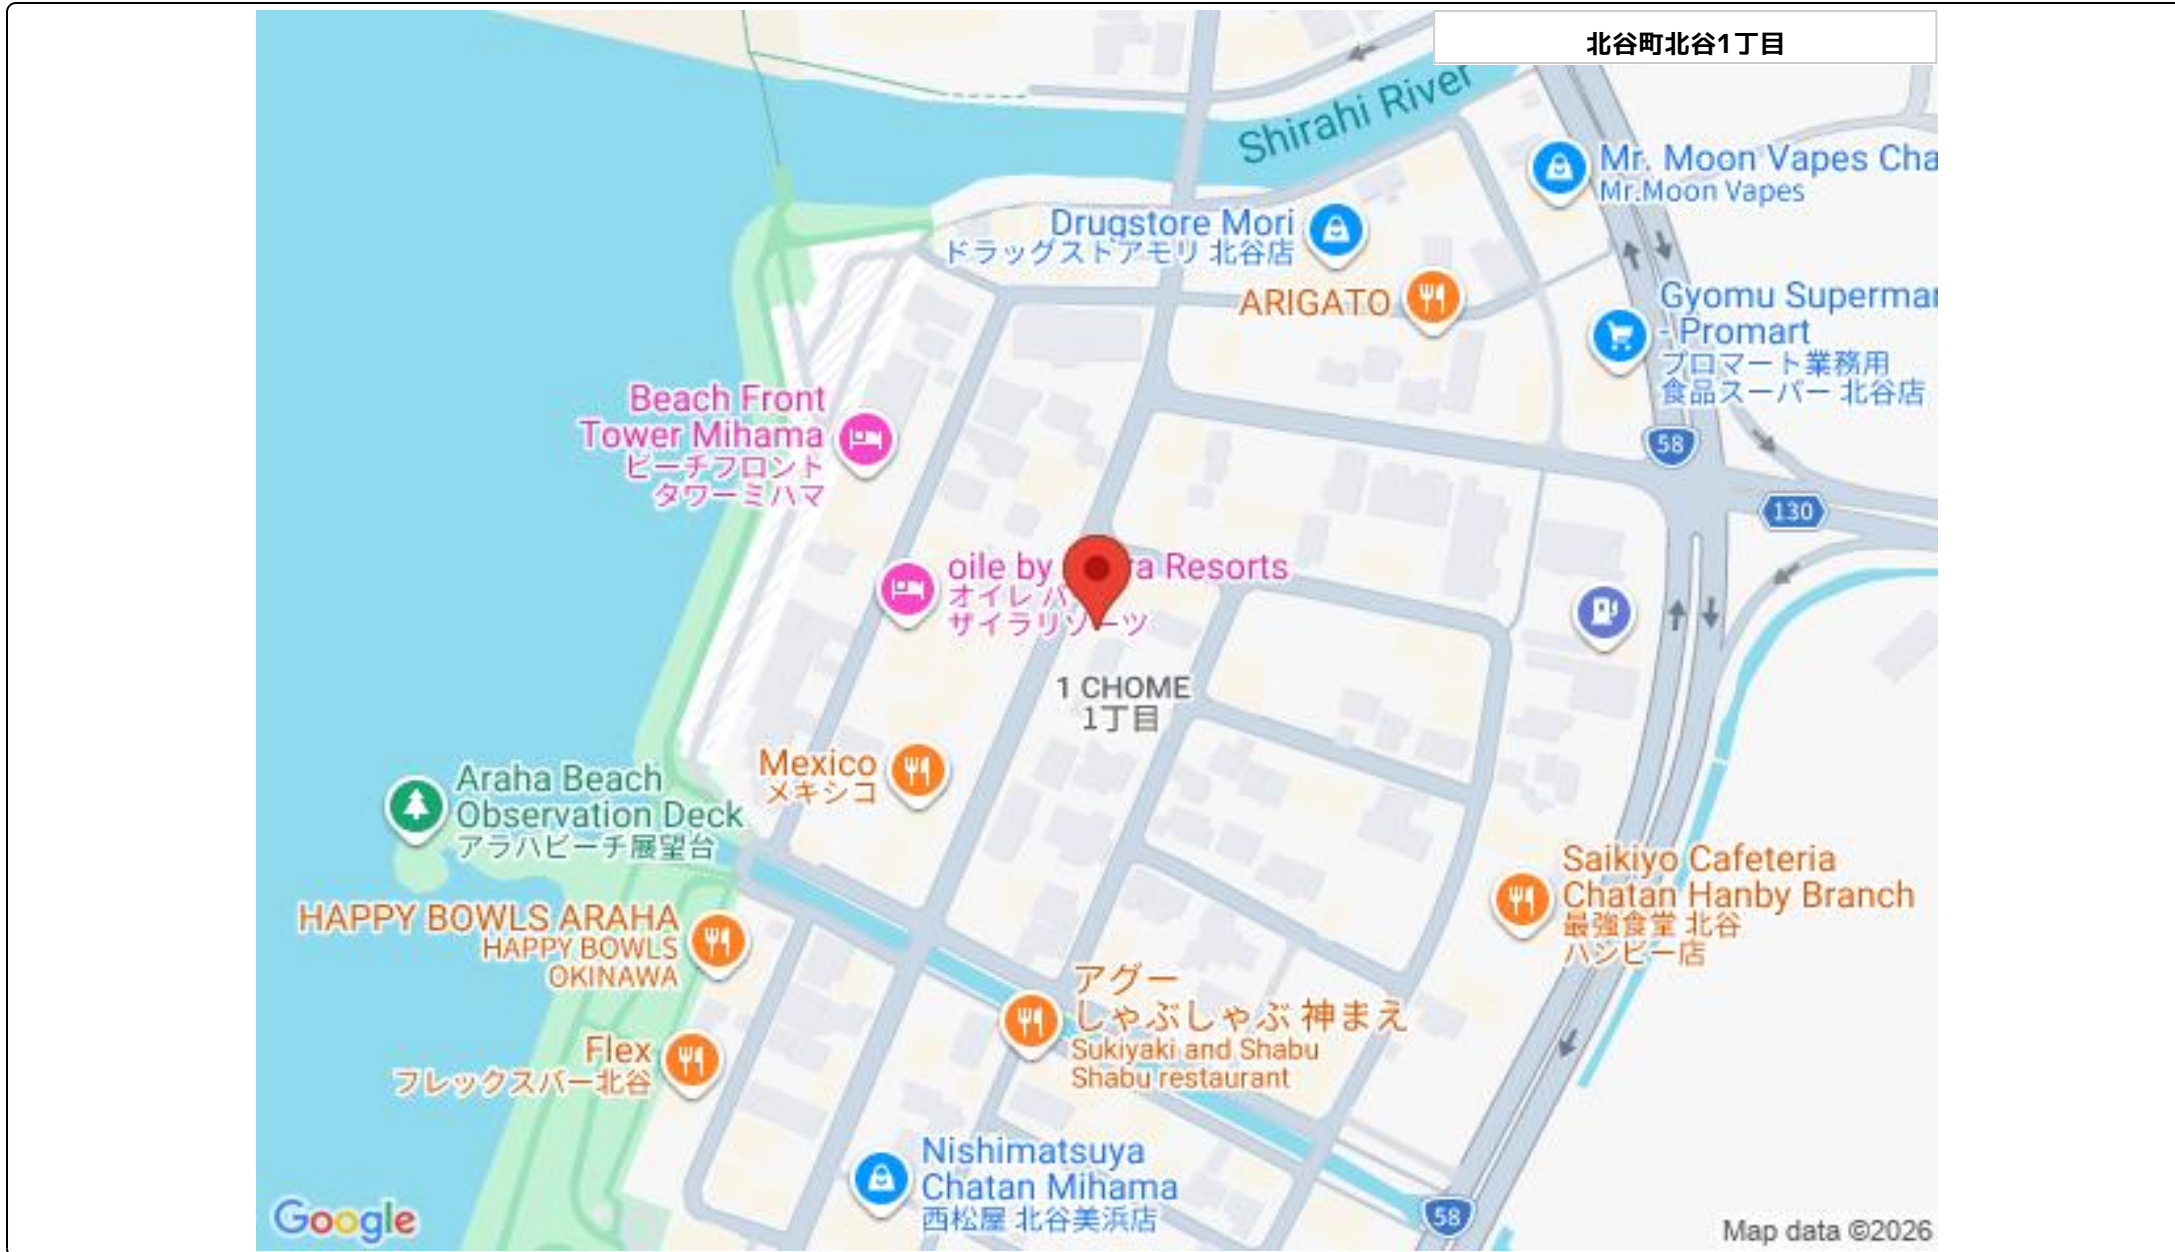 北谷町北谷1丁目
Shirahi River
Mr. Moon Vapes Cha
Mr.Moon Vapes
Drugstore Mori
ドラッグストアモリ 北谷店
ARIGATO
Gyomu Supermar
- Promart
プロマート業務用
食品スーパー 北谷店
Beach Front
Tower Mihama
ビーチフロント
タワーミハマ
58
130
oile by
ra Resorts
オイレ バ
ザイラリゾーツ
1 CHOME
1丁目
Mexico
メキシコ
Araha Beach
Observation Deck
アラハビーチ展望台
Saikiyo Cafeteria
Chatan Hanby Branch
最強食堂 北谷
ハンビー店
HAPPY BOWLS ARAHA
HAPPY BOWLS
OKINAWA
アグー
しゃぶしゃぶ 神まえ
Sukiyaki and Shabu
Shabu restaurant
Flex
フレックスバー北谷
Nishimatsuya
Chatan Mihama
西松屋 北谷美浜店
58
Google
Map data ©2026